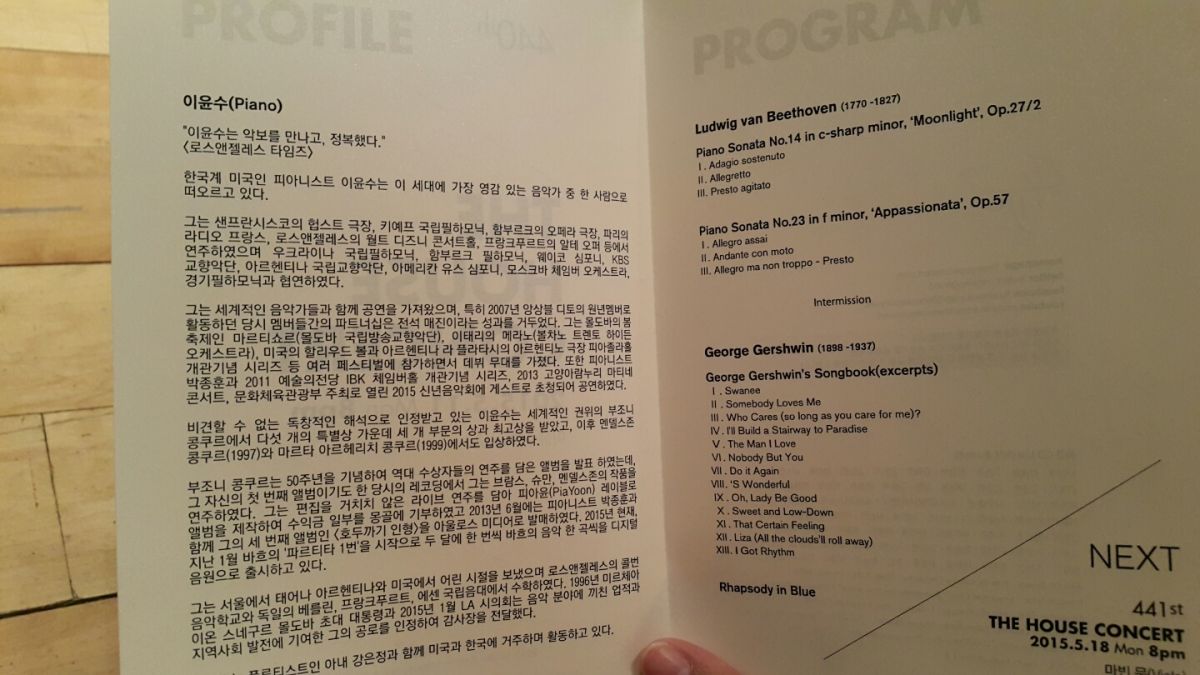 PROFILE
이윤수(Piano)
"이윤수는 악보를 만나고, 정복했다."
〈로스앤젤레스 타임즈〉
한국계 미국인 피아니스트 이윤수는 이 세대에 가장 영감 있는 음악가 중 한 사람으로
떠오르고 있다.
그는 샌프란시스코의 헙스트 극장, 키예프 국립필하모닉, 함부르크의 오페라 극장, 파리의
라디오 프랑스, 로스앤젤레스의 월트 디즈니 콘서트홀, 프랑크푸르트의 알테 오퍼 등에서
연주하였으며 우크라이나 국립필하모닉, 함부르크 필하모닉, 웨이코 심포니, KBS
교향악단, 아르헨티나 국립교향악단, 아메리칸 유스 심포니, 모스크바 체임버 오케스트라,
경기필하모닉과 협연하였다.
그는 세계적인 음악가들과 함께 공연을 가져왔으며, 특히 2007년 앙상블 디토의 원년멤버로
활동하던 당시 멤버들간의 파트너십은 전석 매진이라는 성과를 거두었다. 그는 몰도바의 봄
축제인 마르티쇼르(몰도바 국립방송교향악단), 이태리의 메라노(볼차노 트렌토 하이든
오케스트라), 미국의 할리우드 볼과 아르헨티나 라 플라타시의 아르헨티노 극장 피아졸라홀
개관기념 시리즈 등 여러 페스티벌에 참가하면서 데뷔 무대를 가졌다. 또한 피아니스트
박종훈과 2011 예술의전당 IBK 체임버홀 개관기념 시리즈, 2013 고양아람누리 마티네
콘서트, 문화체육관광부 주최로 열린 2015 신년음악회에 게스트로 초청되어 공연하였다.
비견할 수 없는 독창적인 해석으로 인정받고 있는 이윤수는 세계적인 권위의 부조니
콩쿠르에서 다섯 개의 특별상 가운데 세 개 부문의 상과 최고상을 받았고, 이후 멘델스존
콩쿠르(1997)와 마르타 아르헤리치 콩쿠르(1999)에서도 입상하였다.
부조니 콩쿠르는 50주년을 기념하여 역대 수상자들의 연주를 담은 앨범을 발표 하였는데,
그 자신의 첫 번째 앨범이기도 한 당시의 레코딩에서 그는 브람스, 슈만, 멘델스존의 작품을
연주하였다. 그는 편집을 거치치 않은 라이브 연주를 담아 피아윤(PiaYoon) 레이블로
앨범을 제작하여 수익금 일부를 몽골에 기부하였고 2013년 6월에는 피아니스트 박종훈과
함께 그의 세 번째 앨범인 〈호두까기 인형〉을 아울로스 미디어로 발매하였다. 2015년 현재,
지난 1월 바흐의 '파르티타 1번'을 시작으로 두 달에 한 번씩 바흐의 음악 한 곡씩을 디지털
음원으로 출시하고 있다.
그는 서울에서 태어나 아르헨티나와 미국에서 어린 시절을 보냈으며 로스앤젤레스의 콜번
음악학교와 독일의 베를린, 프랑크푸르트, 에센 국립음대에서 수학하였다. 1996년 미르체아
이온 스네구르 몰도바 초대 대통령과 2015년 1월 LA 시의회는 음악 분야에 끼친 업적과
지역사회 발전에 기여한 그의 공로를 인정하여 감사장을 전달했다.
플르티스트인 아내 강은정과 함께 미국과 한국에 거주하며 활동하고 있다.
PROGRAM
Ludwig van Beethoven (1770 -1827)
Piano Sonata No.14 in c-sharp minor, 'Moonlight', Op.27/2
I . Adagio sostenuto
II . Allegretto
III. Presto agitato
Piano Sonata No.23 in f minor, 'Appassionata', Op.57
I . Allegro assai
II . Andante con moto
III. Allegro ma non troppo - Presto
Intermission
George Gershwin (1898 -1937)
George Gershwin's Songbook(excerpts)
I . Swanee
II . Somebody Loves Me
III . Who Cares (so long as you care for me)?
IV . I'll Build a Stairway to Paradise
V . The Man I Love
VI . Nobody But You
VII . Do it Again
VIII. 'S Wonderful
IX . Oh, Lady Be Good
X . Sweet and Low-Down
XI . That Certain Feeling
XII . Liza (All the clouds'll roll away)
XIII. I Got Rhythm
Rhapsody in Blue
NEXT
441st
THE HOUSE CONCERT
2015.5.18 Mon 8pm